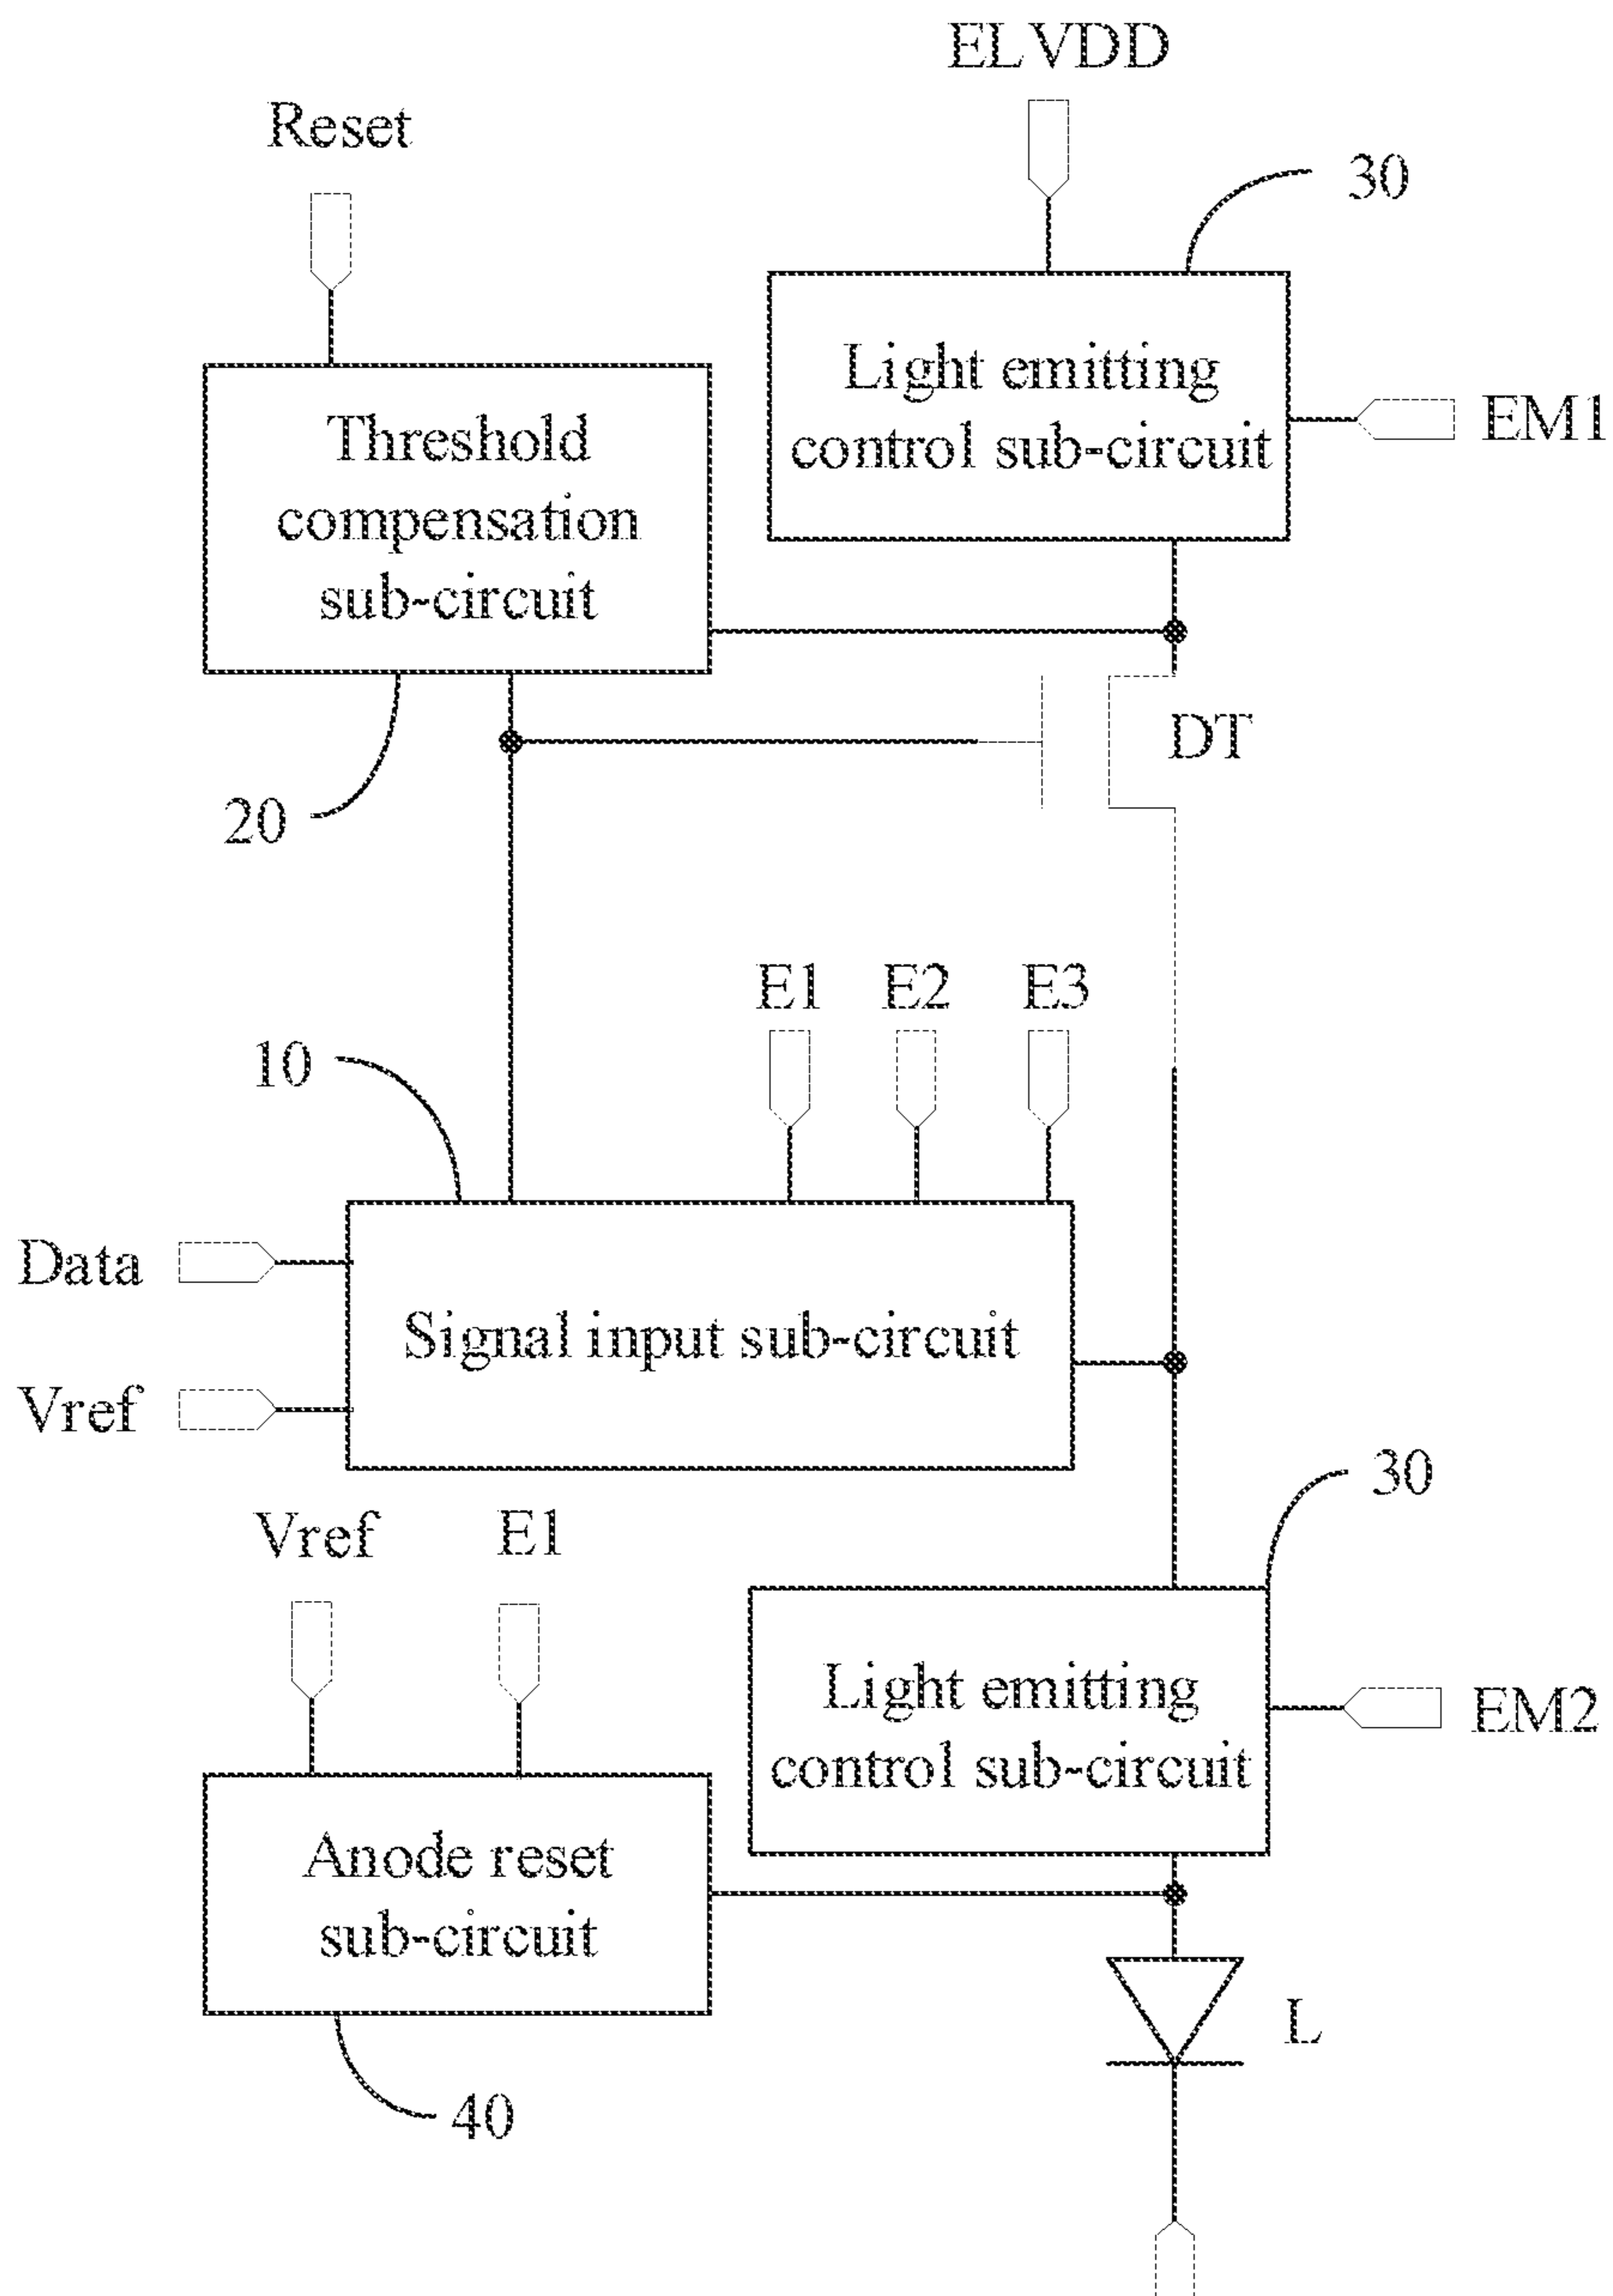 ELVDD
Reset
30
Light emitting
control sub-circuit
EM1
Threshold
compensation
sub-circuit
DT
20
E1 E2 E3
10
Data
Signal input sub-circuit
Vref
30
Vref E1
Light emitting
control sub-circuit
EM2
Anode reset
sub-circuit
L
40